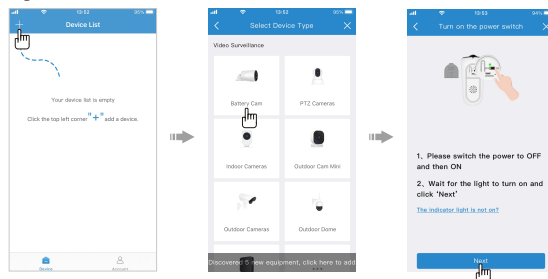 13:52
95%
Device List
Your device list is empty
Click the top left corner "+" add a device.
Device
Account
13:52
95%
Select Device Type
Video Surveillance
Battery Cam
PTZ Cameras
Indoor Cameras
Outdoor Cam Mini
Outdoor Cameras
Outdoor Dome
Discovered 5 new equipment, click here to add
13:53
94%
Turn on the power switch
1、Please switch the power to OFF
and then ON
2、Wait for the light to turn on and
click 'Next'
The indicator light is not on?
Next